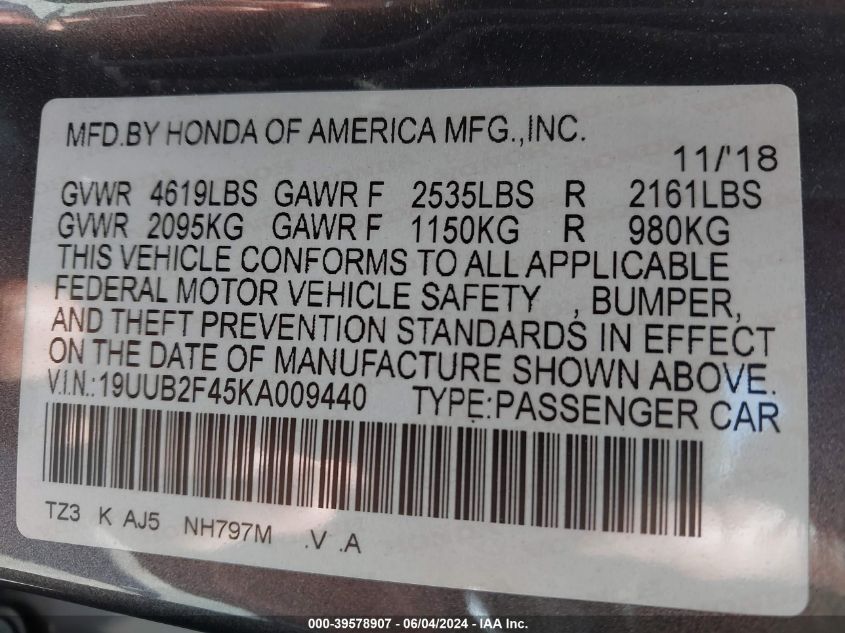 MFD.BY HONDA OF AMERICA MFG.,INC.
11/'18
GVWR 4619LBS GAWR F 2535LBS R 2161LBS
GVWR 2095KG GAWR F 1150KG R 980KG
THIS VEHICLE CONFORMS TO ALL APPLICABLE
FEDERAL MOTOR VEHICLE SAFETY , BUMPER,
AND THEFT PREVENTION STANDARDS IN EFFECT
ON THE DATE OF MANUFACTURE SHOWN ABOVE.
V.I.N.:19UUB2F45KA009440 TYPE:PASSENGER CAR
TZ3 K AJ5 NH797M .V .A
000-39578907 - 06/04/2024 - IAA Inc.